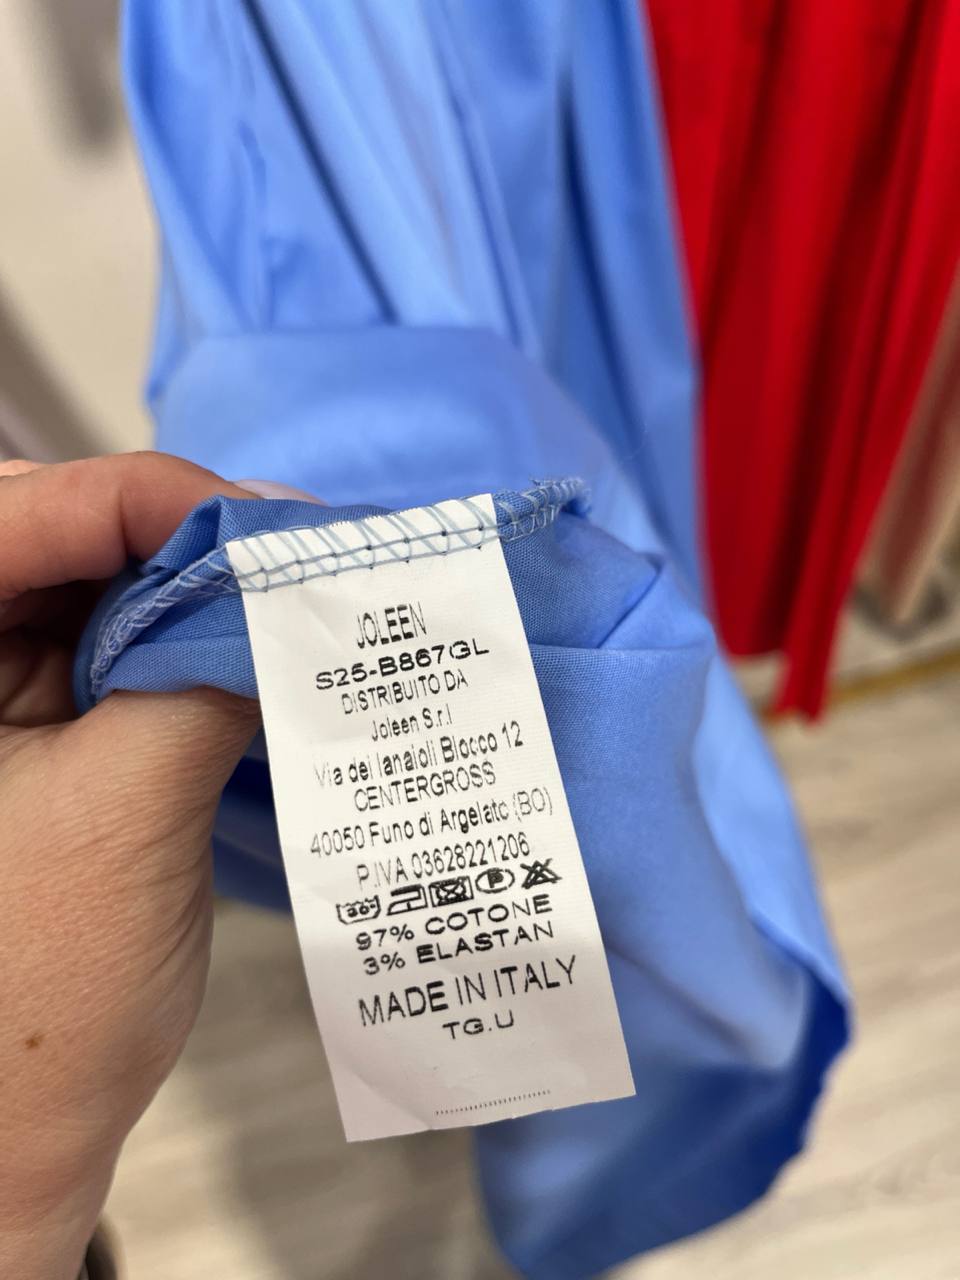 JOLEEN
S25-B867GL
DISTRIBUITO DA
Joleen S.r.l
Via dei lanaioli Blocco 12
CENTERGROSS
40050 Funo di Argelato (BO)
P.IVA 03628221206
30°
P
97% COTONE
3% ELASTAN
MADE IN ITALY
TG.U